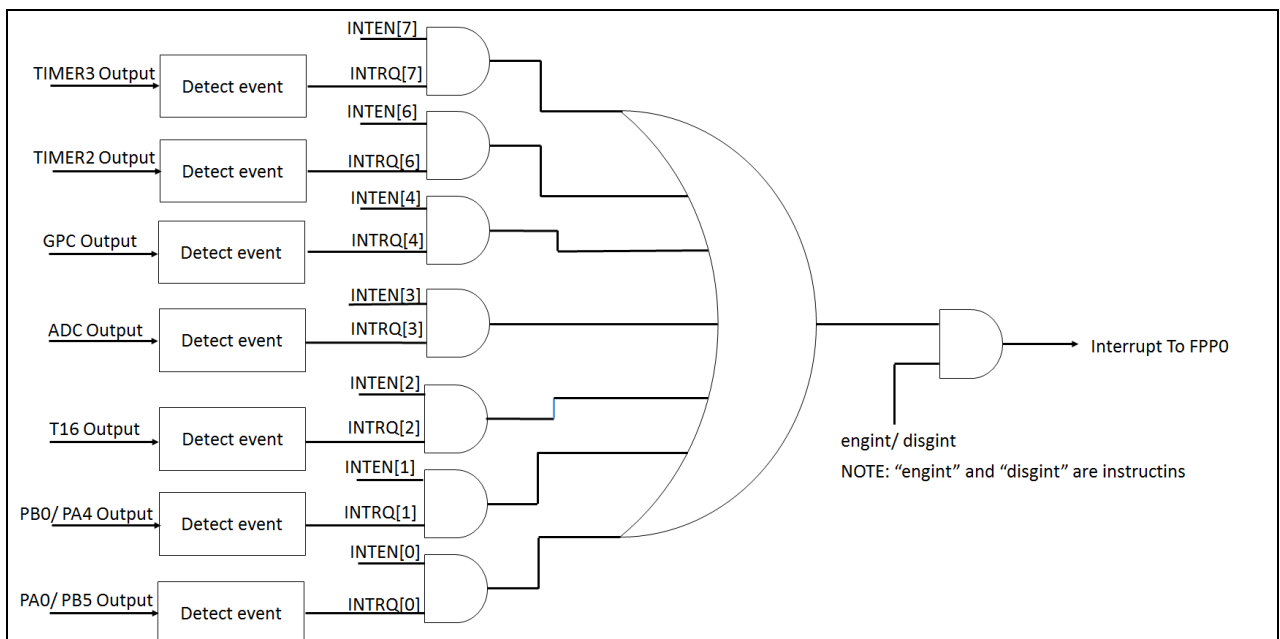 INTEN[7]
TIMER3 Output
Detect event
INTRQ[7]
INTEN[6]
TIMER2 Output
Detect event
INTRQ[6]
INTEN[4]
GPC Output
Detect event
INTRQ[4]
INTEN[3]
ADC Output
Detect event
INTRQ[3]
Interrupt To FPP0
INTEN[2]
T16 Output
Detect event
INTRQ[2]
engint/ disgint
NOTE: “engint” and “disgint” are instructins
INTEN[1]
PB0/ PA4 Output
Detect event
INTRQ[1]
INTEN[0]
PA0/ PB5 Output
Detect event
INTRQ[0]